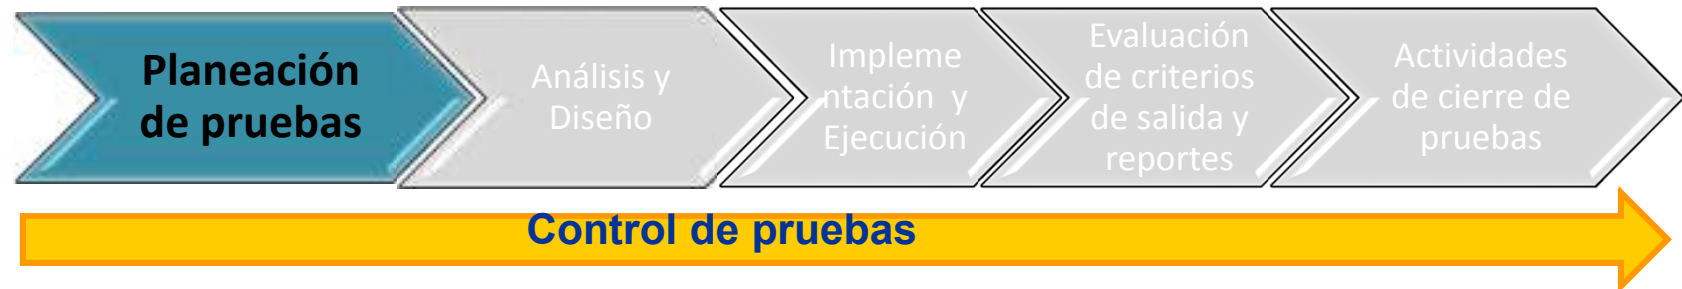 Planeación
de pruebas
Análisis y
Diseño
Impleme
ntación y
Ejecución
Evaluación
de criterios
de salida y
reportes
Actividades
de cierre de
pruebas
Control de pruebas